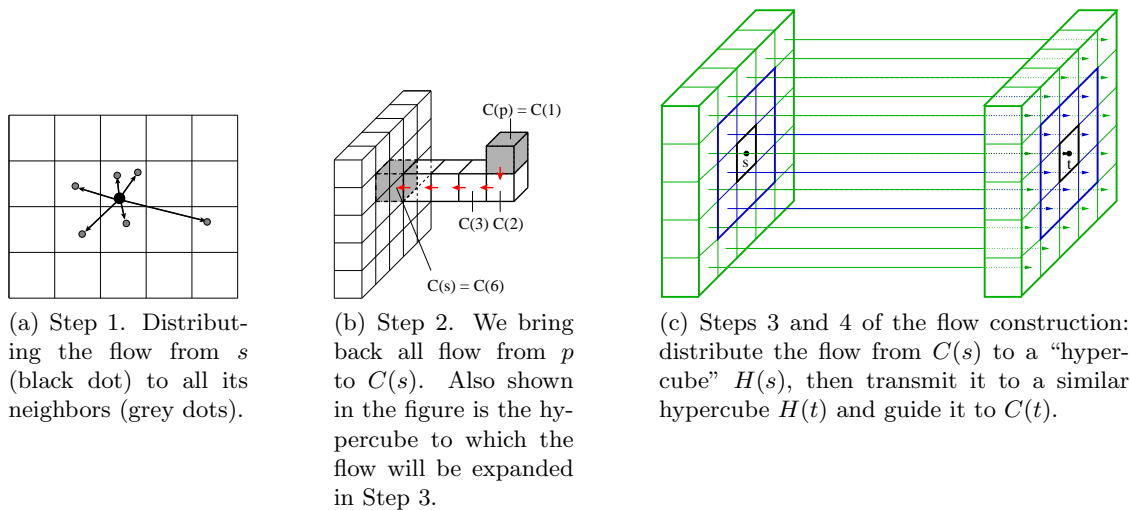 C(p) = C(1)
C(3) C(2)
C(s) = C(6)
s
t
(a) Step 1. Distribut-
ing the flow from s
(black dot) to all its
neighbors (grey dots).
(b) Step 2. We bring
back all flow from p
to C(s). Also shown
in the figure is the hy-
percube to which the
flow will be expanded
in Step 3.
(c) Steps 3 and 4 of the flow construction:
distribute the flow from C(s) to a “hyper-
cube” H(s), then transmit it to a similar
hypercube H(t) and guide it to C(t).